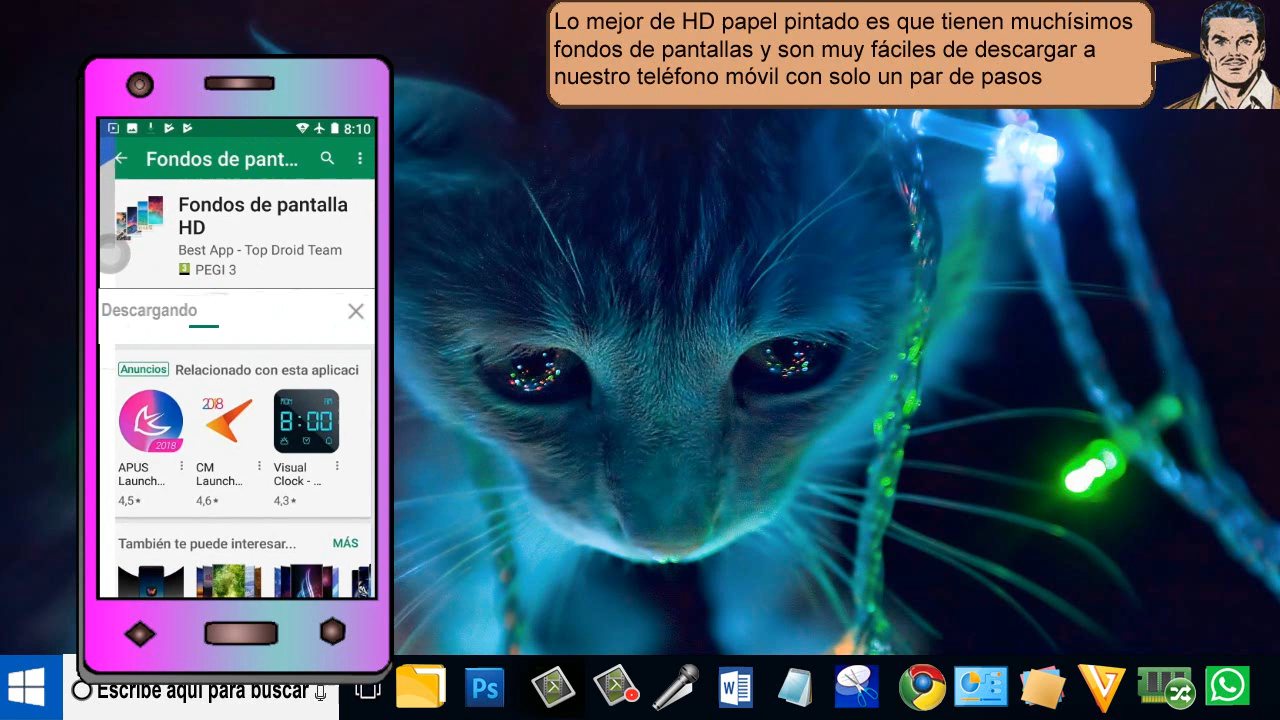 Lo mejor de HD papel pintado es que tienen muchísimos
fondos de pantallas y son muy fáciles de descargar a
nuestro teléfono móvil con solo un par de pasos
8:10
Fondos de pant...
Fondos de pantalla
HD
Best App - Top Droid Team
3 PEGI 3
Descargando
Anuncios Relacionado con esta aplicaci
2018
2018
8:00
APUS
Launch...
4,5★
CM
Launch...
4,6★
Visual
Clock - ...
4,3★
También te puede interesar...
MÁS
Escribe aquí para buscar
Ps
W